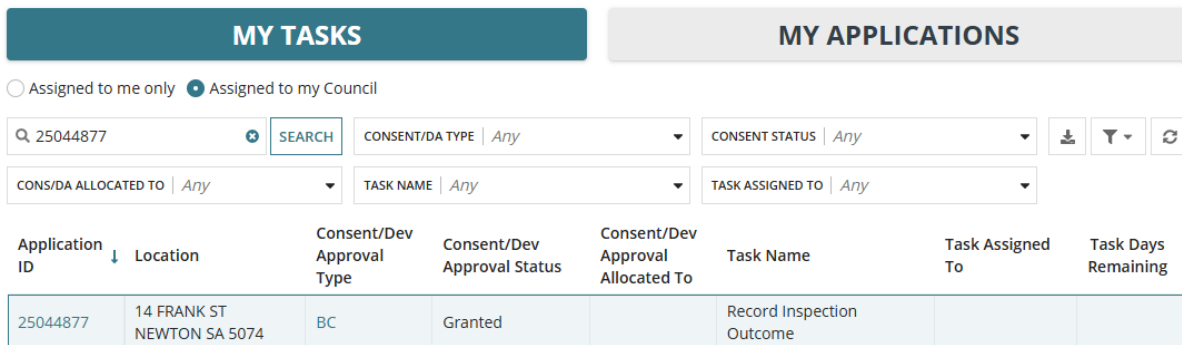 MY TASKS
MY APPLICATIONS
Assigned to me only
Assigned to my Council
25044877
SEARCH
CONSENT/DA TYPE Any
CONSENT STATUS Any
CONS/DA ALLOCATED TO Any
TASK NAME Any
TASK ASSIGNED TO Any
Application
ID
Location
Consent/Dev
Approval
Type
Consent/Dev
Approval Status
Consent/Dev
Approval
Allocated To
Task Name
Task Assigned
To
Task Days
Remaining
25044877
14 FRANK ST
NEWTON SA 5074
BC
Granted
Record Inspection
Outcome